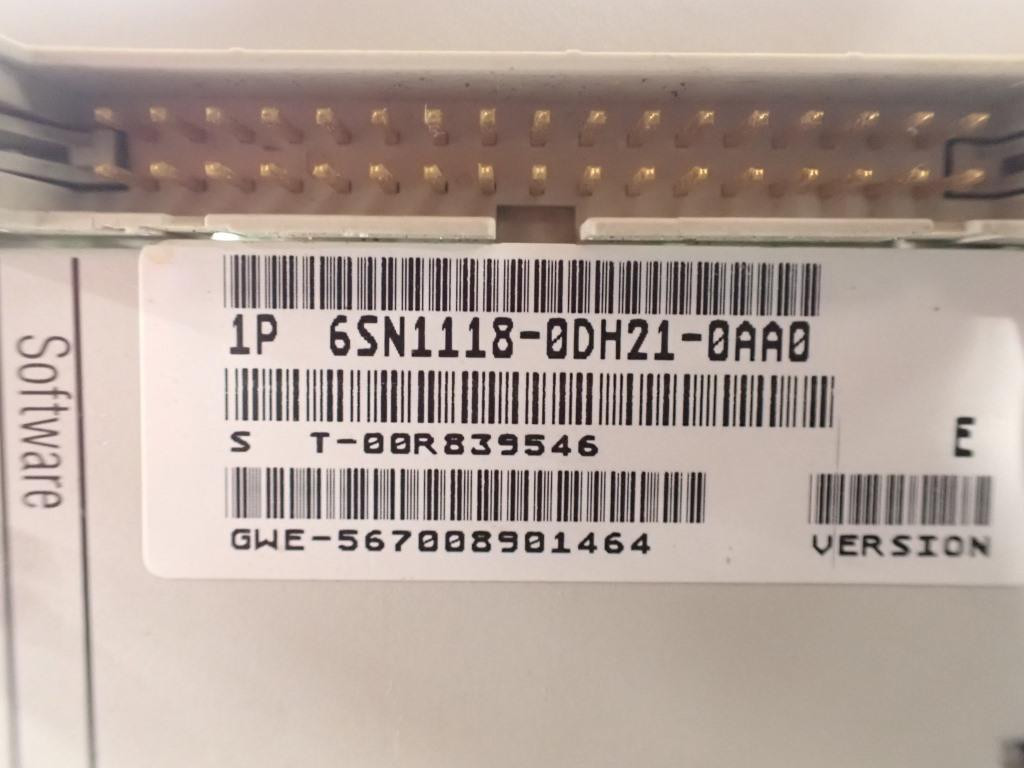 1P 6SN1118-0DH21-0AA0
S T-00R839546
E
GWE-567008901464
VERSION
Software